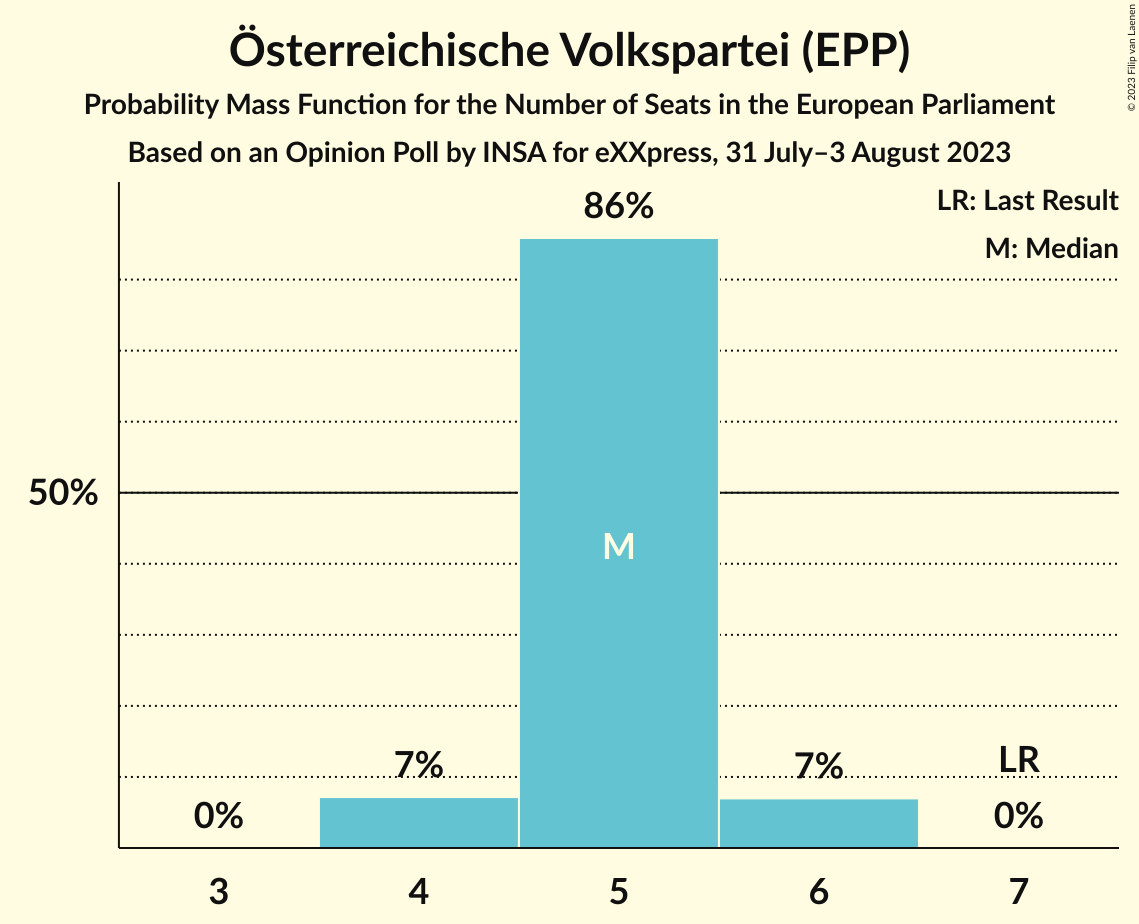 Österreichische Volkspartei (EPP)
Probability Mass Function for the Number of Seats in the European Parliament
Based on an Opinion Poll by INSA for eXXpress, 31 July–3 August 2023
© 2023 Filip van Laenen
LR: Last Result
M: Median
86%
50%
M
7%
7%
LR
0%
0%
3 4 5 6 7